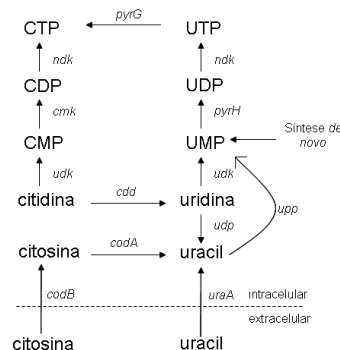 pyrG
CTP UTP
ndk ndk
CDP UDP
cmk pyrH
CMP UMP Síntese de
novo
udk udk
citidina cdd uridina
udp upp
citosina codA uracil
codB uraA intracelular
extracelular
citosina uracil